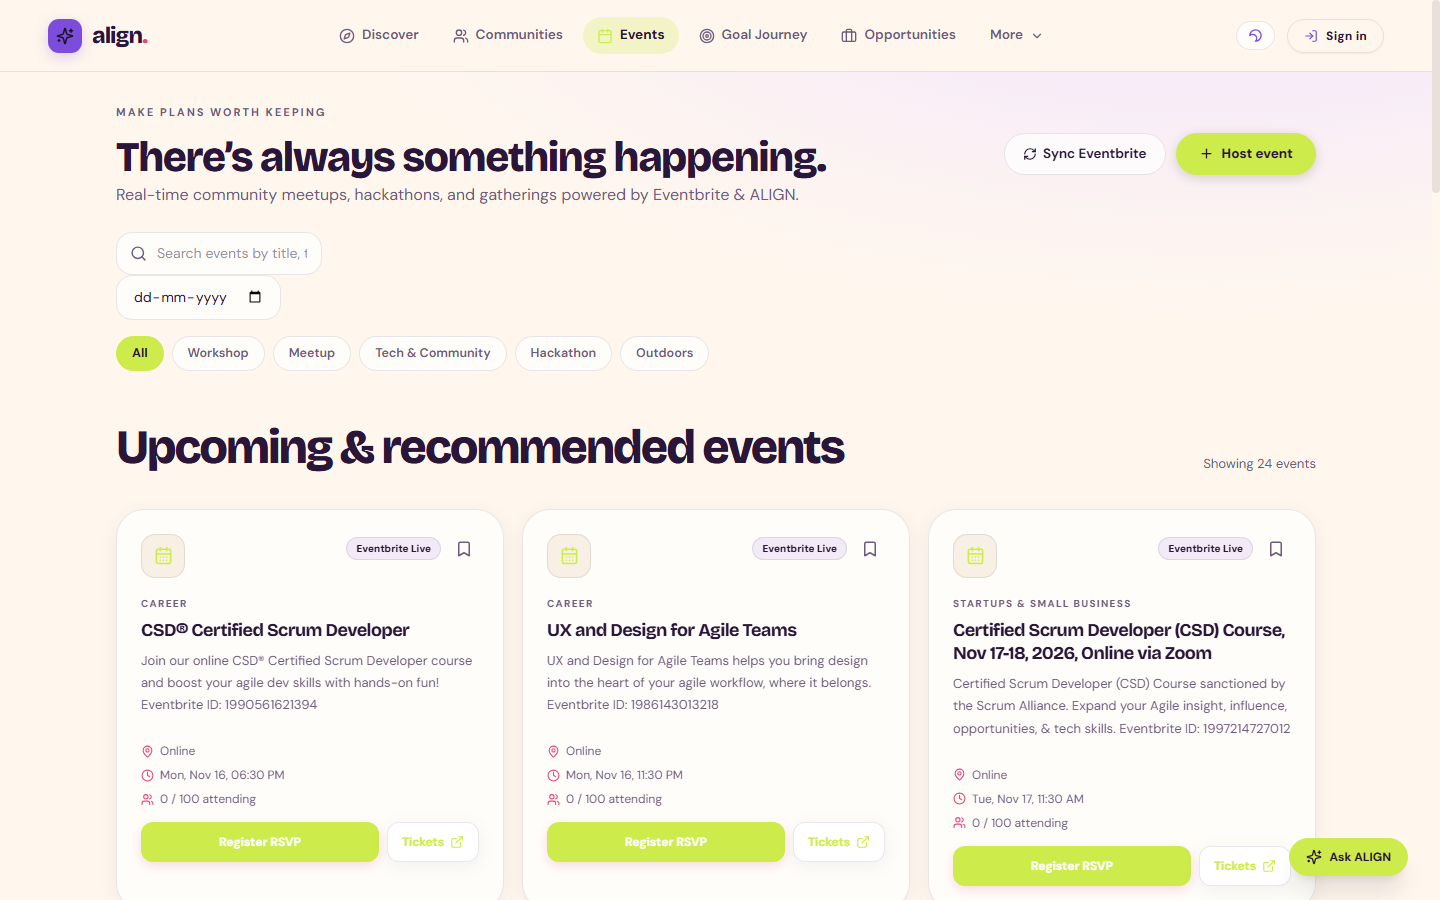 align.
Discover
Communities
Events
Goal Journey
Opportunities
More
Sign in
MAKE PLANS WORTH KEEPING
There's always something happening.
Real-time community meetups, hackathons, and gatherings powered by Eventbrite & ALIGN.
Sync Eventbrite
Host event
Search events by title, t
dd-mm-yyyy
All
Workshop
Meetup
Tech & Community
Hackathon
Outdoors
Upcoming & recommended events
Showing 24 events
Eventbrite Live
CAREER
CSD® Certified Scrum Developer
Join our online CSD® Certified Scrum Developer course
and boost your agile dev skills with hands-on fun!
Eventbrite ID: 1990561621394
Online
Mon, Nov 16, 06:30 PM
0 / 100 attending
Register RSVP
Tickets
Eventbrite Live
CAREER
UX and Design for Agile Teams
UX and Design for Agile Teams helps you bring design
into the heart of your agile workflow, where it belongs.
Eventbrite ID: 1986143013218
Online
Mon, Nov 16, 11:30 PM
0 / 100 attending
Register RSVP
Tickets
Eventbrite Live
STARTUPS & SMALL BUSINESS
Certified Scrum Developer (CSD) Course,
Nov 17-18, 2026, Online via Zoom
Certified Scrum Developer (CSD) Course sanctioned by
the Scrum Alliance. Expand your Agile insight, influence,
opportunities, & tech skills. Eventbrite ID: 1997214727012
Online
Tue, Nov 17, 11:30 AM
0 / 100 attending
Register RSVP
Tickets
Ask ALIGN